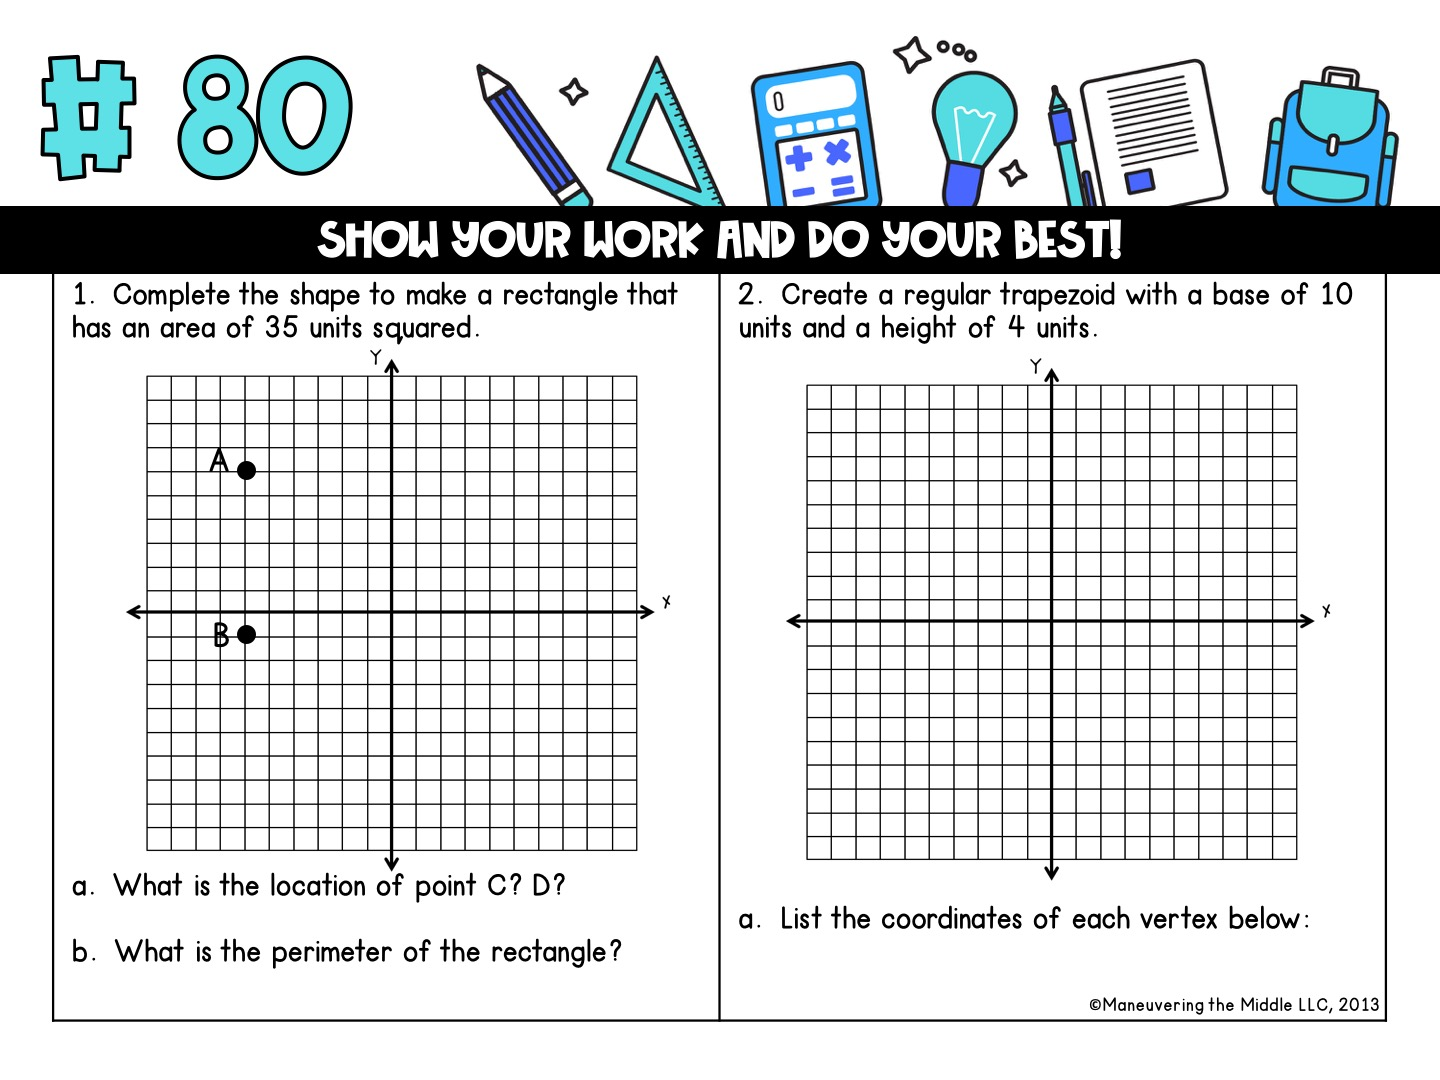 # 80
SHOW YOUR WORK AND DO YOUR BEST!
1. Complete the shape to make a rectangle that
has an area of 35 units squared.
Y
A
X
B
a. What is the location of point C? D?
b. What is the perimeter of the rectangle?
2. Create a regular trapezoid with a base of 10
units and a height of 4 units.
Y
X
a. List the coordinates of each vertex below:
©Maneuvering the Middle LLC, 2013